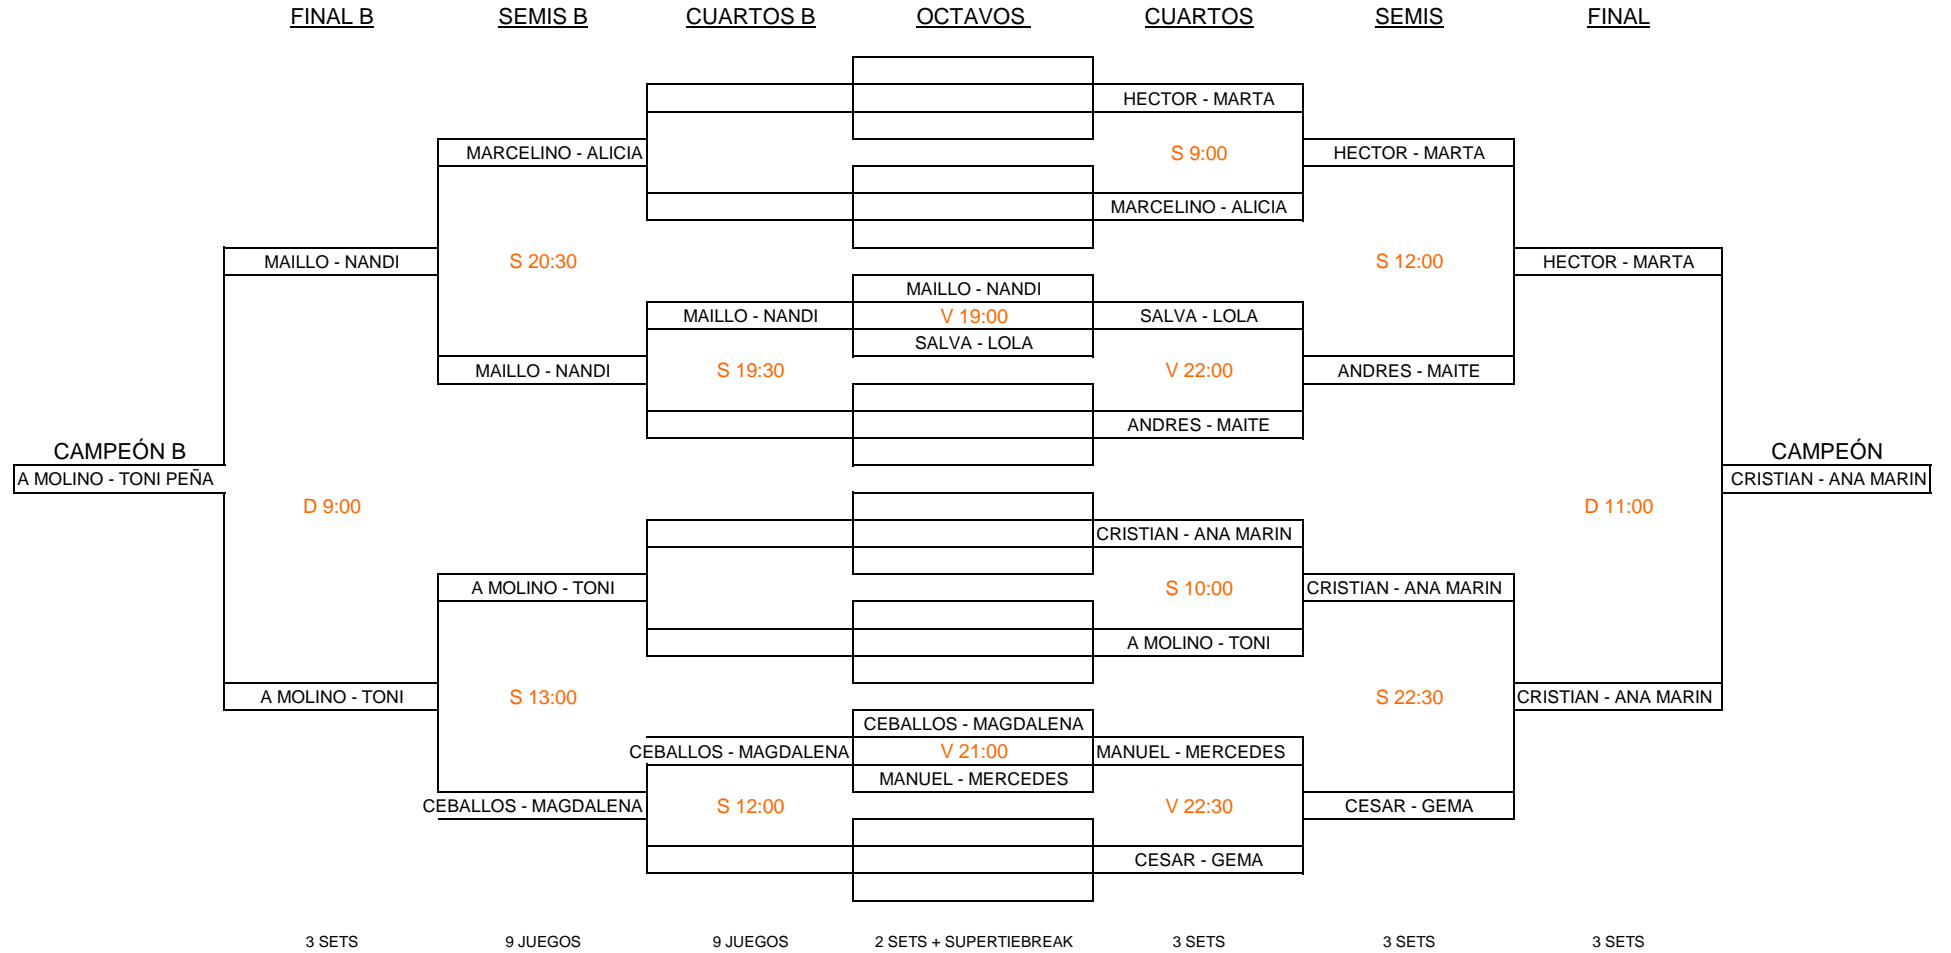 FINAL B SEMIS B CUARTOS B OCTAVOS CUARTOS SEMIS FINAL
HECTOR - MARTA
MARCELINO - ALICIA S 9:00 HECTOR - MARTA
MARCELINO - ALICIA
MAILLO - NANDI S 20:30 S 12:00 HECTOR - MARTA
MAILLO - NANDI
MAILLO - NANDI V 19:00 SALVA - LOLA
SALVA - LOLA
MAILLO - NANDI S 19:30 V 22:00 ANDRES - MAITE
ANDRES - MAITE
CAMPEÓN B CAMPEÓN
A MOLINO - TONI PEÑA CRISTIAN - ANA MARIN
D 9:00 D 11:00
CRISTIAN - ANA MARIN
A MOLINO - TONI S 10:00 CRISTIAN - ANA MARIN
A MOLINO - TONI
A MOLINO - TONI S 13:00 S 22:30 CRISTIAN - ANA MARIN
CEBALLOS - MAGDALENA
CEBALLOS - MAGDALENA V 21:00 MANUEL - MERCEDES
MANUEL - MERCEDES
CEBALLOS - MAGDALENA S 12:00 V 22:30 CESAR - GEMA
CESAR - GEMA
3 SETS 9 JUEGOS 9 JUEGOS 2 SETS + SUPERTIEBREAK 3 SETS 3 SETS 3 SETS